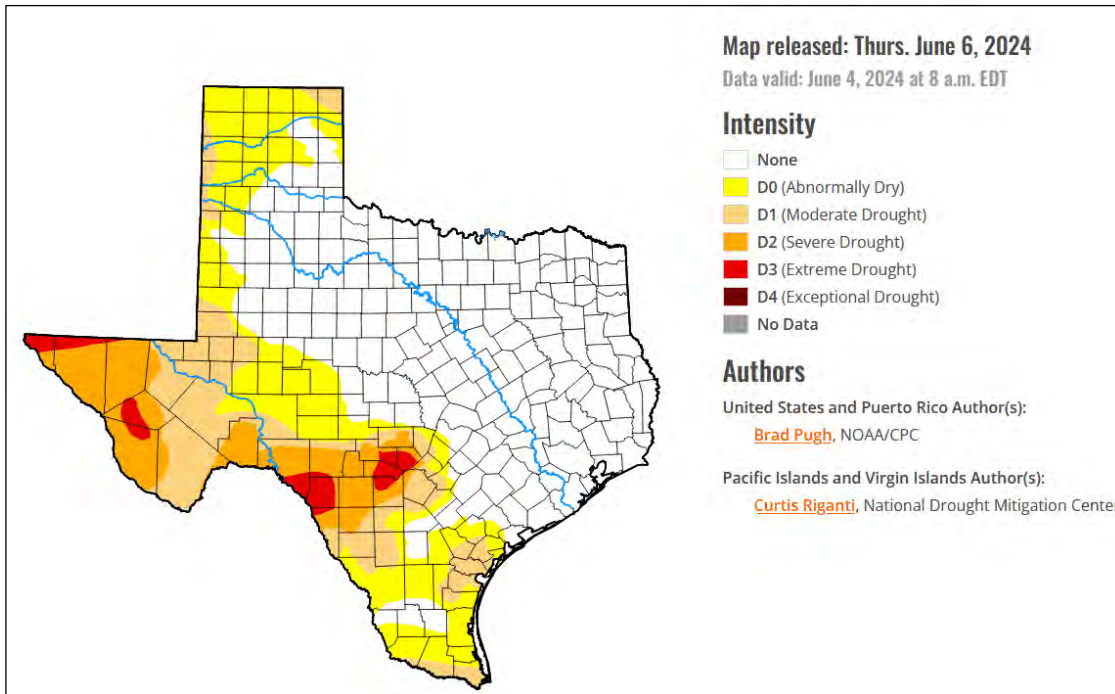 Map released: Thurs. June 6, 2024
Data valid: June 4, 2024 at 8 a.m. EDT
Intensity
None
D0 (Abnormally Dry)
D1 (Moderate Drought)
D2 (Severe Drought)
D3 (Extreme Drought)
D4 (Exceptional Drought)
No Data
Authors
United States and Puerto Rico Author(s):
Brad Pugh, NOAA/CPC
Pacific Islands and Virgin Islands Author(s):
Curtis Riganti, National Drought Mitigation Center